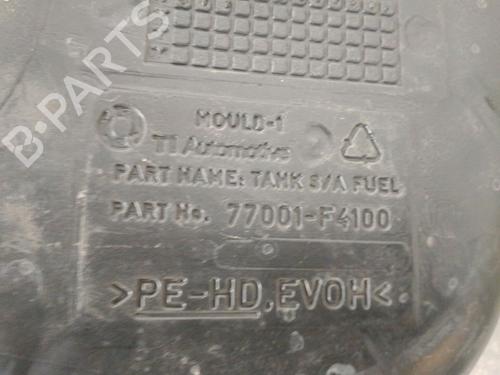 B-PARTS
MOULD-1
TI Automotive
PART NAME: TANK S/A FUEL
PART No. 77001-F4100
>PE-HD,EVOH<